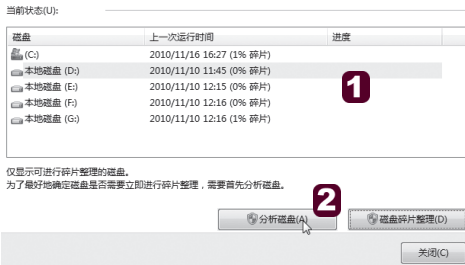 当前状态(U):
磁盘 上一次运行时间 进度
(C:) 2010/11/16 16:27 (1% 碎片)
本地磁盘 (D:) 2010/11/10 11:45 (0% 碎片)
本地磁盘 (E:) 2010/11/10 12:15 (0% 碎片)
本地磁盘 (F:) 2010/11/10 12:16 (0% 碎片)
本地磁盘 (G:) 2010/11/10 12:16 (1% 碎片)
1
仅显示可进行碎片整理的磁盘。
为了最好地确定磁盘是否需要立即进行碎片整理，需要首先分析磁盘。
2
分析磁盘(A) 磁盘碎片整理(D)
关闭(C)